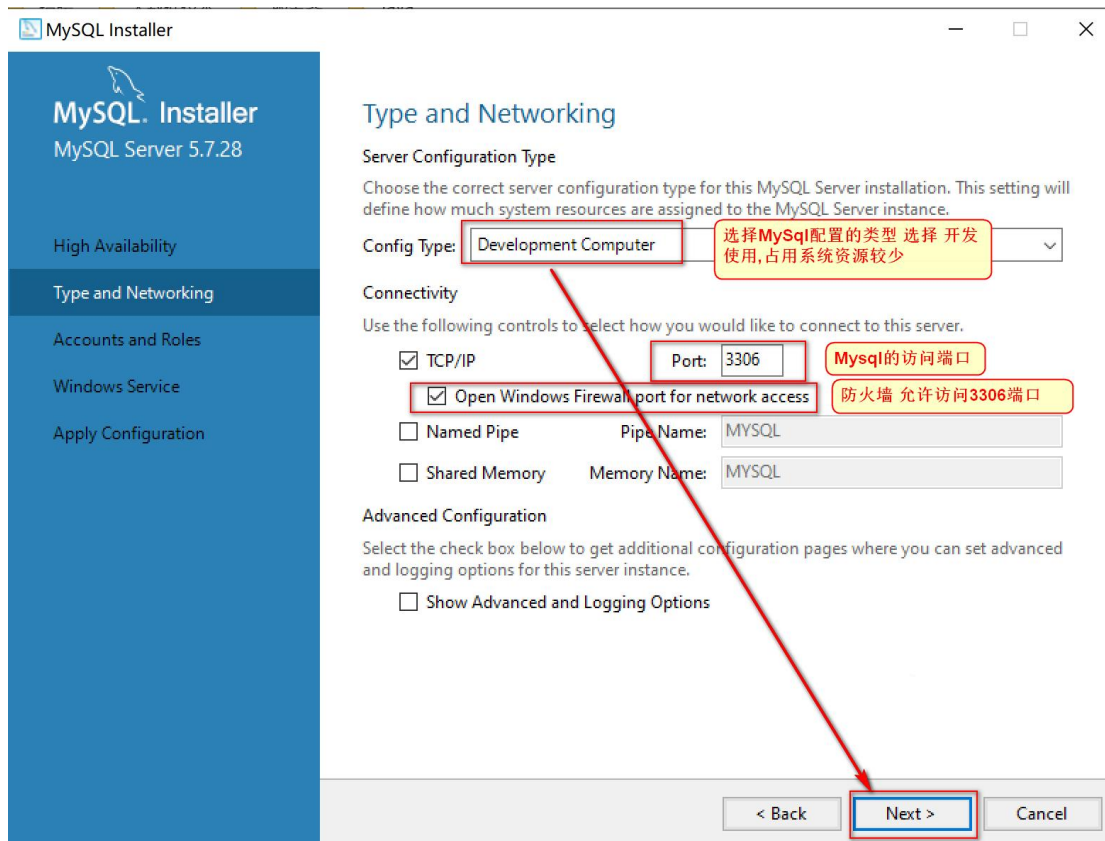 MySQL Installer
MySQL. Installer
MySQL Server 5.7.28
High Availability
Type and Networking
Accounts and Roles
Windows Service
Apply Configuration
Type and Networking
Server Configuration Type
Choose the correct server configuration type for this MySQL Server installation. This setting will
define how much system resources are assigned to the MySQL Server instance.
Config Type: Development Computer
选择MySql配置的类型 选择 开发
使用,占用系统资源较少
Connectivity
Use the following controls to select how you would like to connect to this server.
TCP/IP Port: 3306 Mysql的访问端口
Open Windows Firewall port for network access 防火墙 允许访问3306端口
Named Pipe Pipe Name: MYSQL
Shared Memory Memory Name: MYSQL
Advanced Configuration
Select the check box below to get additional configuration pages where you can set advanced
and logging options for this server instance.
Show Advanced and Logging Options
< Back Next > Cancel